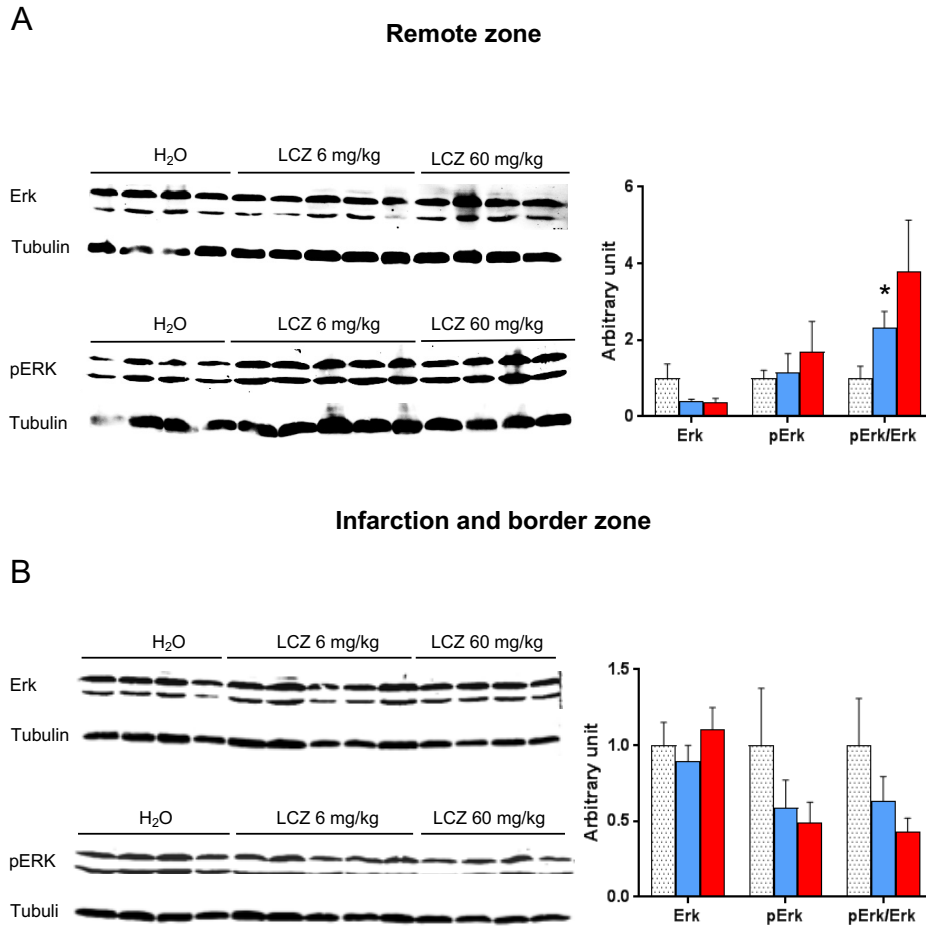 A
Remote zone
H₂O LCZ 6 mg/kg LCZ 60 mg/kg
Erk
Tubulin
H₂O LCZ 6 mg/kg LCZ 60 mg/kg
pERK
Tubulin
Arbitrary unit
6
4
2
0
*
Erk pErk pErk/Erk
Infarction and border zone
B
H₂O LCZ 6 mg/kg LCZ 60 mg/kg
Erk
Tubulin
H₂O LCZ 6 mg/kg LCZ 60 mg/kg
pERK
Tubuli
Arbitrary unit
1.5
1.0
0.5
0.0
Erk pErk pErk/Erk